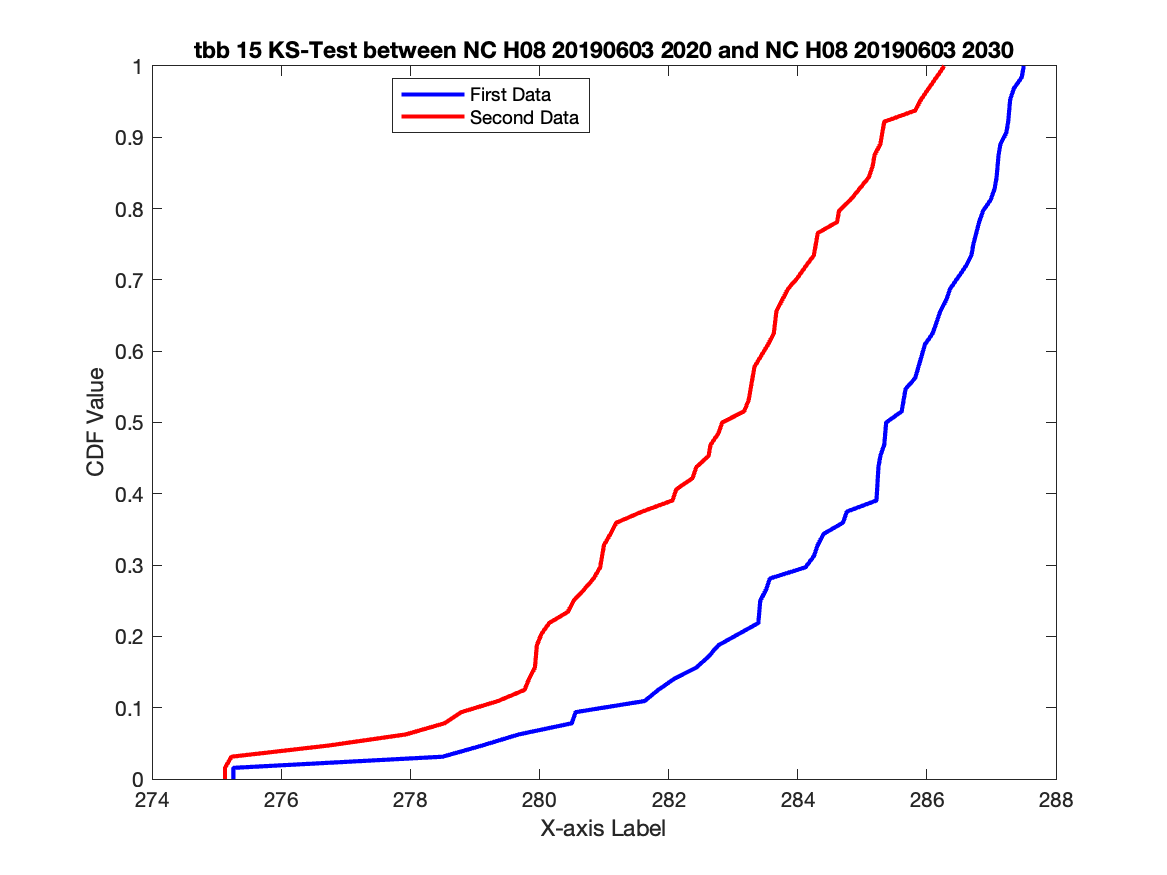 tbb 15 KS-Test between NC H08 20190603 2020 and NC H08 20190603 2030
First Data
Second Data
1
0.9
0.8
0.7
0.6
0.5
0.4
0.3
0.2
0.1
0
CDF Value
274 276 278 280 282 283 284 286 288
X-axis Label